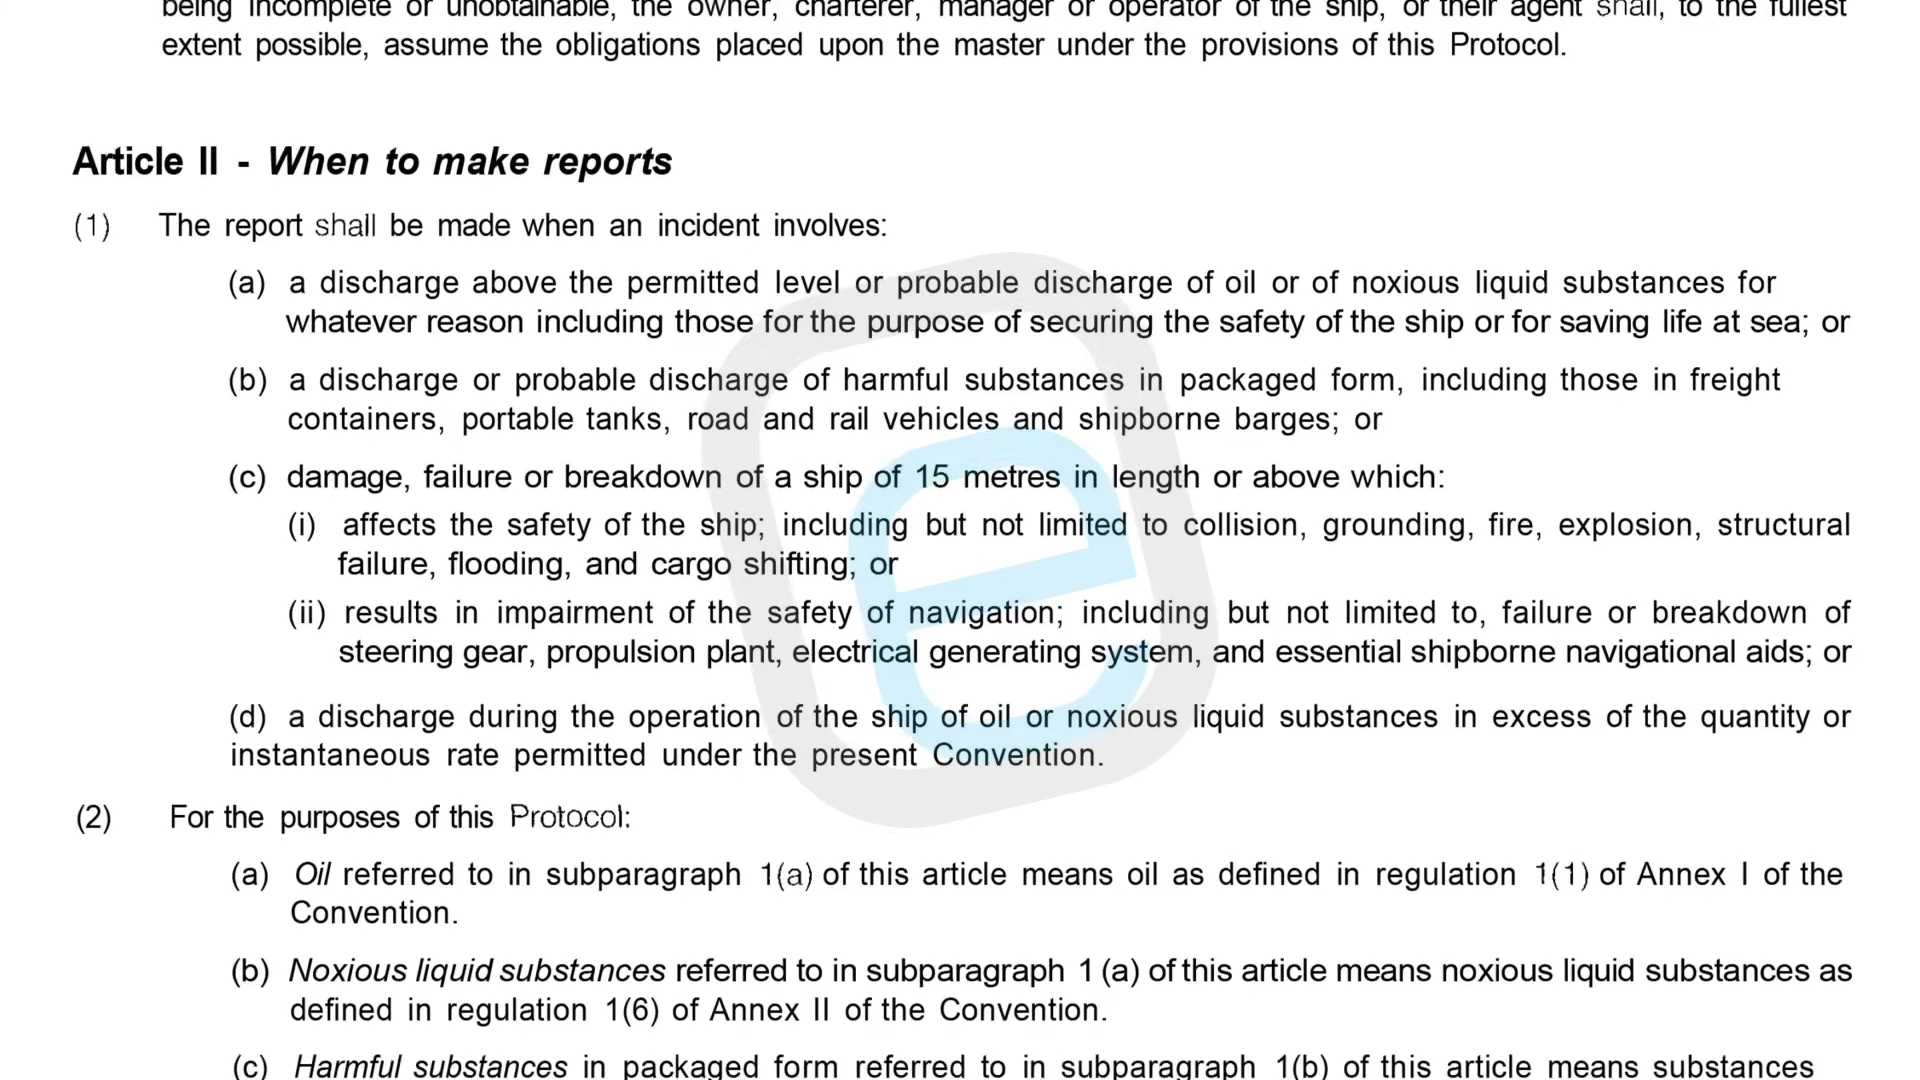 being incomplete or unobtainable, the owner, charterer, manager or operator of the ship, or their agent shall, to the fullest
extent possible, assume the obligations placed upon the master under the provisions of this Protocol.
Article II - When to make reports
(1) The report shall be made when an incident involves:
(a) a discharge above the permitted level or probable discharge of oil or of noxious liquid substances for
whatever reason including those for the purpose of securing the safety of the ship or for saving life at sea; or
(b) a discharge or probable discharge of harmful substances in packaged form, including those in freight
containers, portable tanks, road and rail vehicles and shipborne barges; or
(c) damage, failure or breakdown of a ship of 15 metres in length or above which:
(i) affects the safety of the ship; including but not limited to collision, grounding, fire, explosion, structural
failure, flooding, and cargo shifting; or
(ii) results in impairment of the safety of navigation; including but not limited to, failure or breakdown of
steering gear, propulsion plant, electrical generating system, and essential shipborne navigational aids; or
(d) a discharge during the operation of the ship of oil or noxious liquid substances in excess of the quantity or
instantaneous rate permitted under the present Convention.
(2) For the purposes of this Protocol:
(a) Oil referred to in subparagraph 1(a) of this article means oil as defined in regulation 1(1) of Annex I of the
Convention.
(b) Noxious liquid substances referred to in subparagraph 1 (a) of this article means noxious liquid substances as
defined in regulation 1(6) of Annex II of the Convention.
(c) Harmful substances in packaged form referred to in subparagraph 1(b) of this article means substances